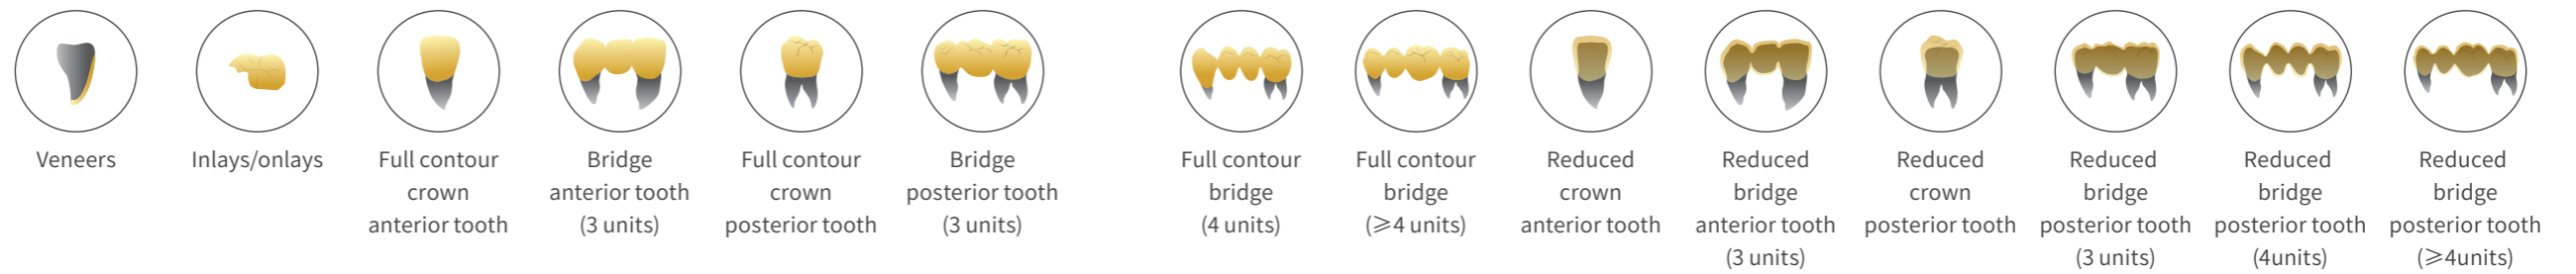 Veneers
Inlays/onlays
Full contour
crown
anterior tooth
Bridge
anterior tooth
(3 units)
Full contour
crown
posterior tooth
Bridge
posterior tooth
(3 units)
Full contour
bridge
(4 units)
Full contour
bridge
(⩾4 units)
Reduced
crown
anterior tooth
Reduced
bridge
anterior tooth
(3 units)
Reduced
crown
posterior tooth
Reduced
bridge
posterior tooth
(3 units)
Reduced
bridge
posterior tooth
(4units)
Reduced
bridge
posterior tooth
(⩾4units)